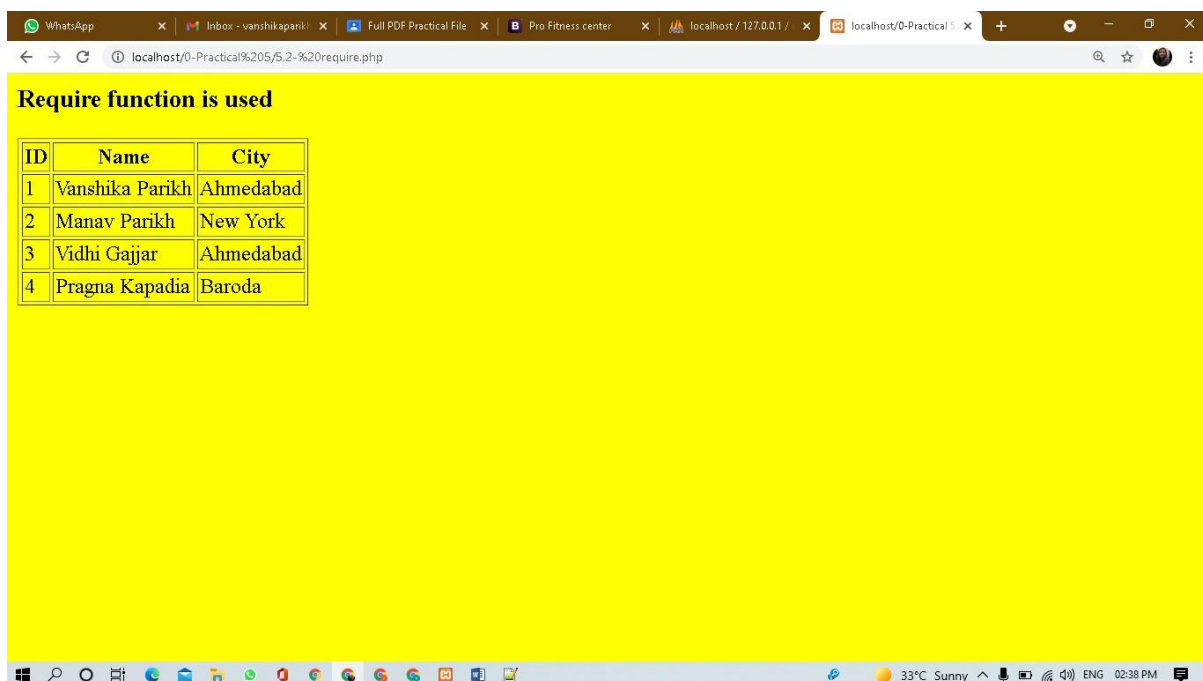 WhatsApp
Inbox - vanshikaparikh
Full PDF Practical File
B Pro Fitness center
localhost / 127.0.0.1 /
localhost/0-Practical 5
localhost/0-Practical%205/5.2-%20require.php
Require function is used
ID Name City
1 Vanshika Parikh Ahmedabad
2 Manav Parikh New York
3 Vidhi Gajjar Ahmedabad
4 Pragna Kapadia Baroda
33°C Sunny ENG 02:38 PM